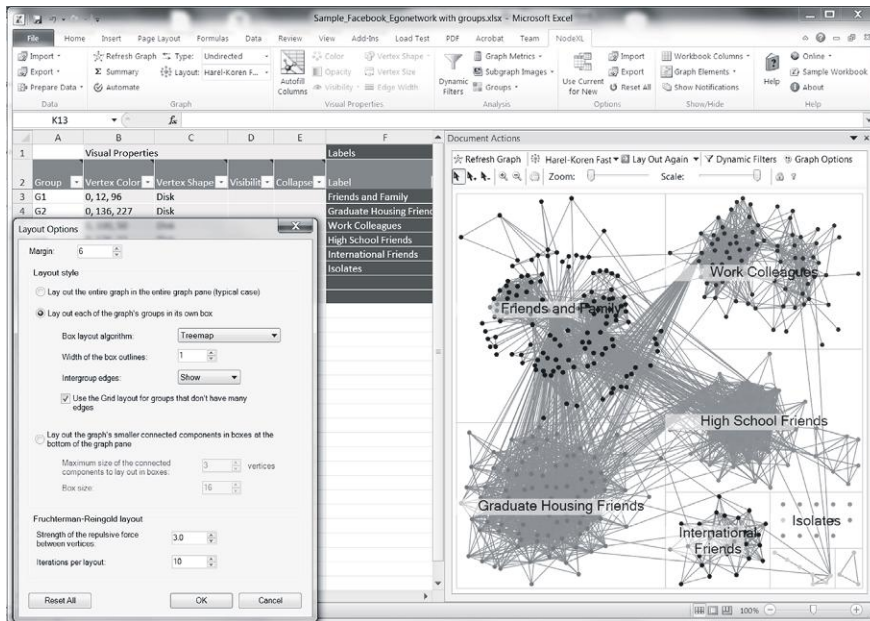 Sample_Facebook_Egonetwork with groups.xlsx - Microsoft Excel
File Home Insert Page Layout Formulas Data Review View Add-Ins Load Test PDF Acrobat Team NodeXL
Import Refresh Graph Type: Undirected Color Vertex Shape Graph Metrics Import Workbook Columns Online
Export Summary Layout: Harel-Koren F... Autofill Columns Opacity Vertex Size Dynamic Filters Subgraph Images Use Current for New Export Graph Elements Help Sample Workbook
Prepare Data Automate Visibility Edge Width Groups Reset All Show Notifications About
Data Graph Visual Properties Analysis Options Show/Hide Help
K13 fx
A B C D E F
1 Visual Properties Labels
2 Group Vertex Color Vertex Shape Visibilit Collapse Label
3 G1 0, 12, 96 Disk Friends and Family
4 G2 0, 136, 227 Disk Graduate Housing Friend
Work Colleagues
High School Friends
International Friends
Isolates
Layout Options
Margin: 6
Layout style
Lay out the entire graph in the entire graph pane (typical case)
Lay out each of the graph's groups in its own box
Box layout algorithm: Treemap
Width of the box outlines: 1
Intergroup edges: Show
Use the Grid layout for groups that don't have many
edges
Lay out the graph's smaller connected components in boxes at the
bottom of the graph pane
Maximum size of the connected
components to lay out in boxes: 3 vertices
Box size: 16
Fruchterman-Reingold layout
Strength of the repulsive force
between vertices: 3.0
Iterations per layout: 10
Reset All OK Cancel
Document Actions
Refresh Graph Harel-Koren Fast Lay Out Again Dynamic Filters Graph Options
Zoom: Scale:
Work Colleagues
Friends and Family
High School Friends
Graduate Housing Friends
International
Friends
Isolates
100%